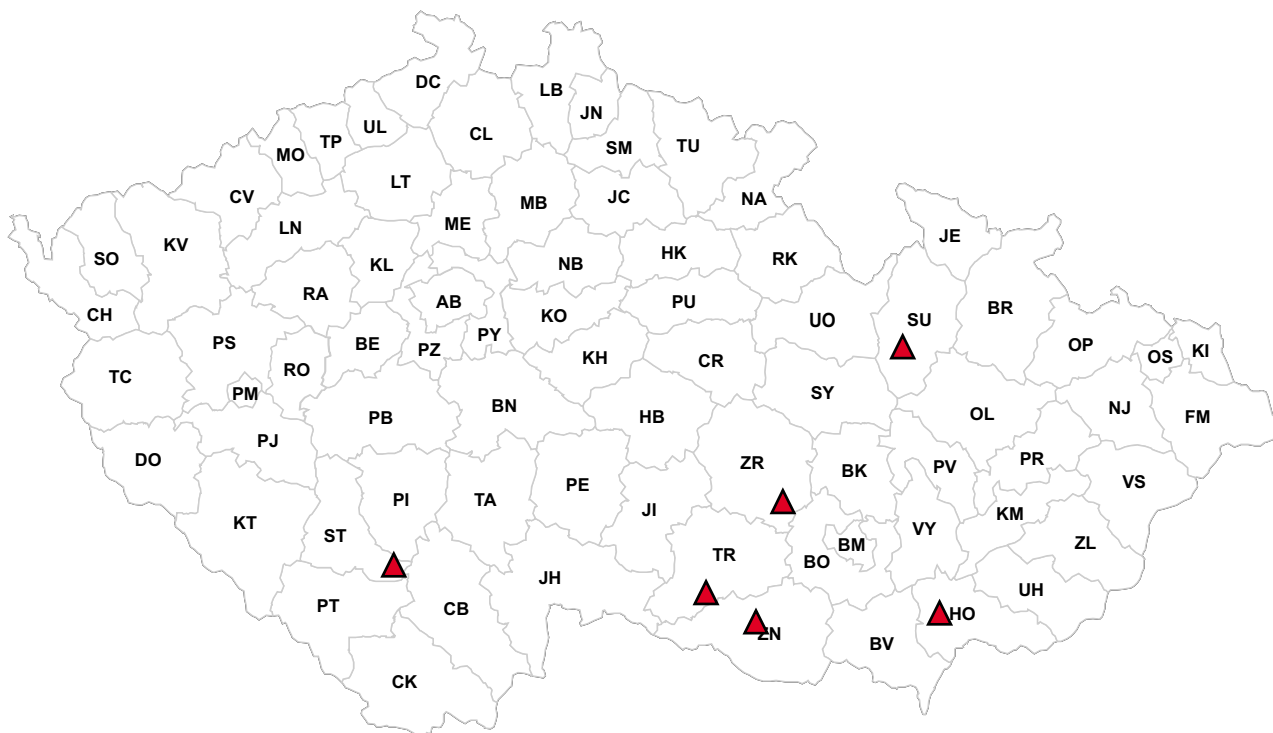 DC
LB
JN
UL
TP
MO
CL
SM
TU
LT
CV
MB
JC
NA
ME
LN
KV
SO
KL
NB
HK
RK
JE
RA
AB
CH
KO
PU
UO
SU
BR
PS
BE
PZ
PY
OP
OS
KI
TC
RO
KH
CR
PM
SY
PB
BN
HB
OL
NJ
FM
PJ
DO
ZR
BK
PV
PR
VS
KT
PI
TA
PE
JI
KM
ST
VY
TR
BM
BO
ZL
PT
CB
JH
UH
HO
ZN
BV
CK